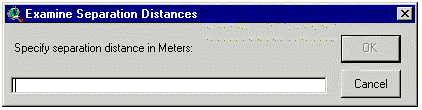 Examine Separation Distances
Specify separation distance in Meters:
OK
Cancel